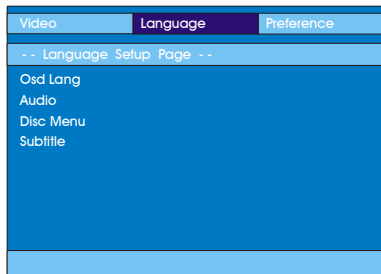 Video Language Preference
- - Language Setup Page - -
Osd Lang
Audio
Disc Menu
Subtitle